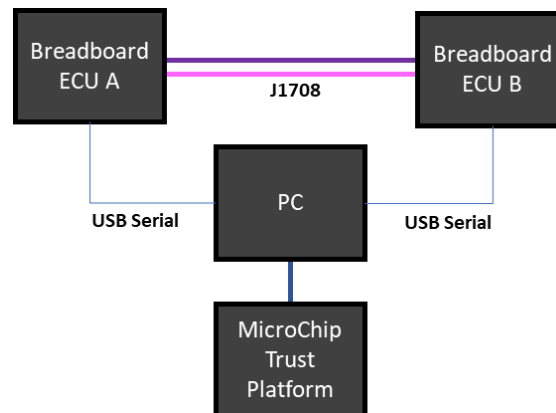 Breadboard
ECU A
Breadboard
ECU B
J1708
PC
USB Serial
USB Serial
MicroChip
Trust
Platform